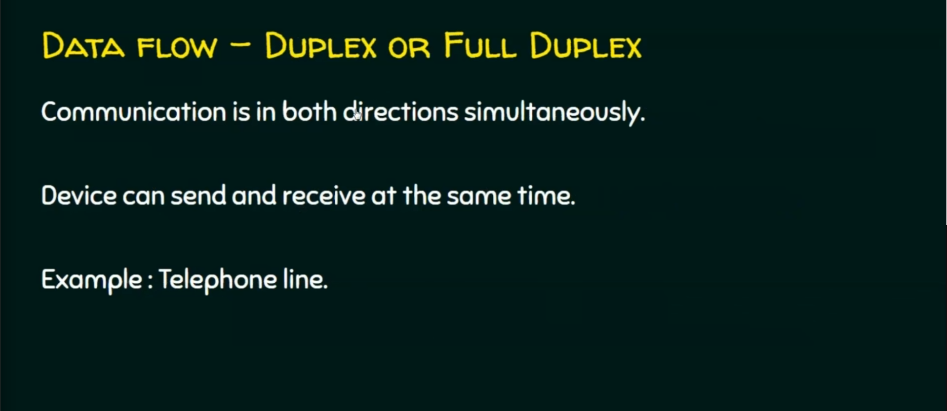 DATA FLOW – DUPLEX OR FULL DUPLEX
Communication is in both directions simultaneously.
Device can send and receive at the same time.
Example : Telephone line.